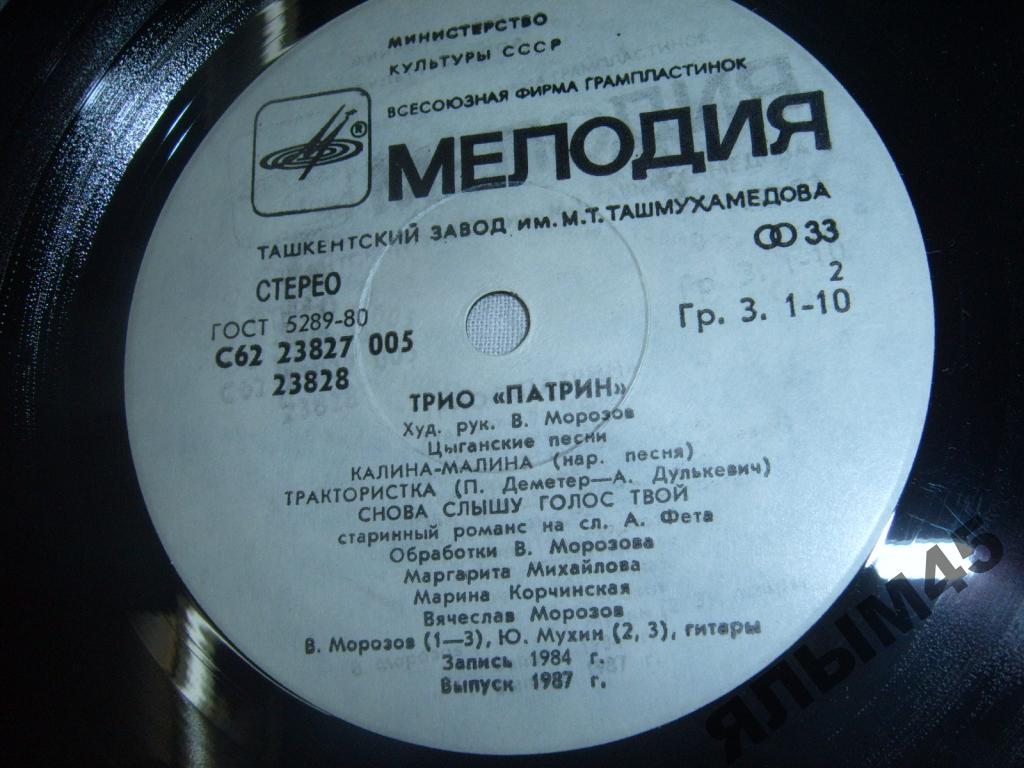 МИНИСТЕРСТВО
КУЛЬТУРЫ СССР
ВСЕСОЮЗНАЯ ФИРМА ГРАМПЛАСТИНОК
®
МЕЛОДИЯ
ТАШКЕНТСКИЙ ЗАВОД ИМ. М.Т. ТАШМУХАМЕДОВА
СТЕРЕО
33
ГОСТ 5289-80
2
С62 23827 005
Гр. 3. 1-10
23828
ТРИО «ПАТРИН»
Худ. рук. В. Морозов
Цыганские песни
КАЛИНА-МАЛИНА (нар. песня)
ТРАКТОРИСТКА (П. Деметер—А. Дулькевич)
СНОВА СЛЫШУ ГОЛОС ТВОЙ
старинный романс на сл. А. Фета
Обработки В. Морозова
Маргарита Михайлова
Марина Корчинская
Вячеслав Морозов
В. Морозов (1—3), Ю. Мухин (2, 3), гитары
Запись 1984 г.
Выпуск 1987 г.
ЯЛЫМ45